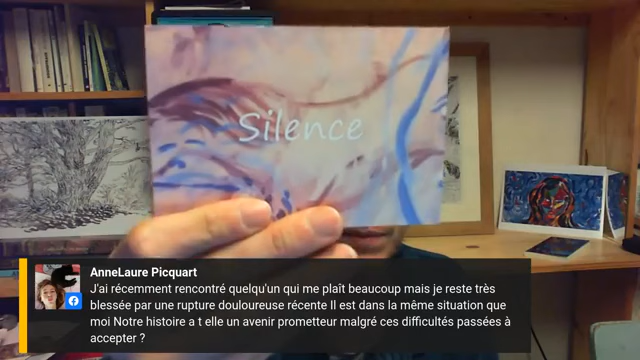 Silence
AnneLaure Picquart
J'ai récemment rencontré quelqu'un qui me plaît beaucoup mais je reste très
blessée par une rupture douloureuse récente Il est dans la même situation que
moi Notre histoire a t elle un avenir prometteur malgré ces difficultés passées à
accepter ?